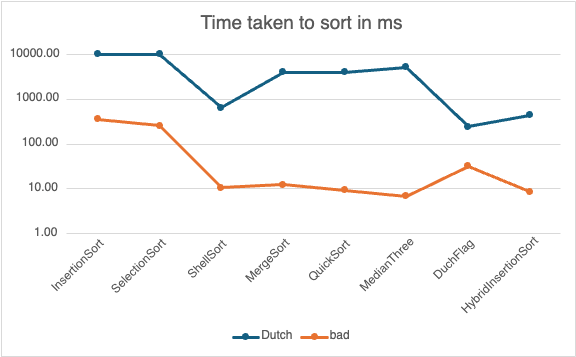 Time taken to sort in ms
10000.00
1000.00
100.00
10.00
1.00
InsertionSort
SelectionSort
ShellSort
MergeSort
QuickSort
MedianThree
DuchFlag
HybridInsertionSort
Dutch bad